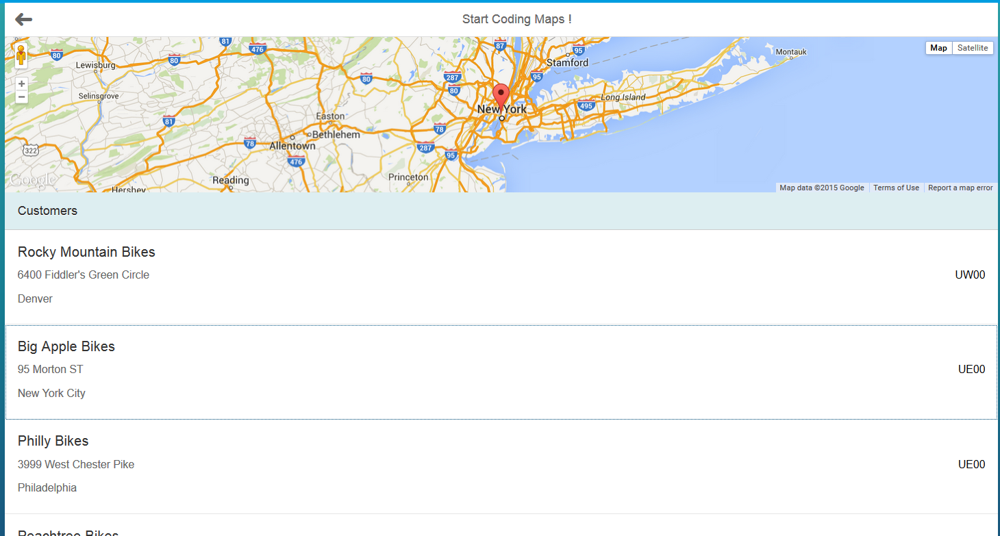 Start Coding Maps !
81
476
87
95
Montauk
Map
Satellite
80
80
Stamford
Lewisburg
80
287
95
80
Selinsgrove
Long Island
495
New York
Easton
81
78
Bethlehem
78
Allentown
287
322
95
476
Princeton
Google
Reading
Hershey
Map data ©2015 Google
Terms of Use
Report a map error
Customers
Rocky Mountain Bikes
6400 Fiddler's Green Circle
UW00
Denver
Big Apple Bikes
95 Morton ST
UE00
New York City
Philly Bikes
3999 West Chester Pike
UE00
Philadelphia
Peachtree Bikes